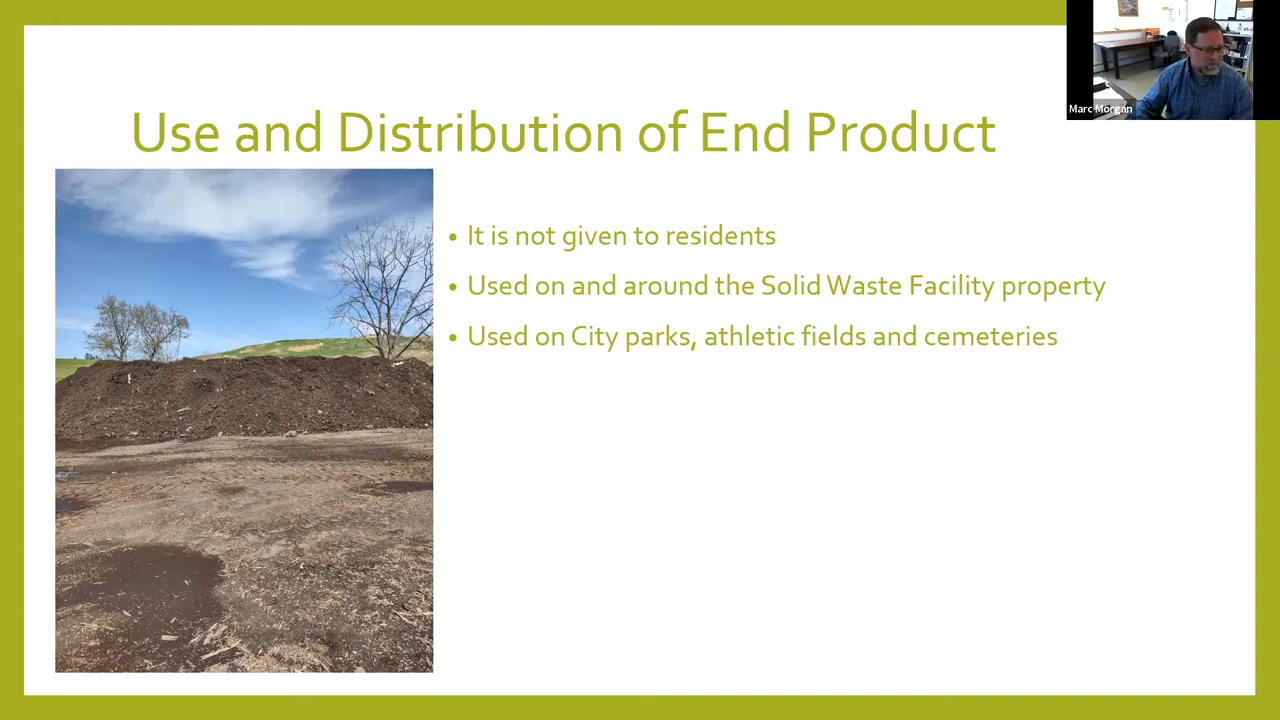 Marc Morgan
Use and Distribution of End Product
• It is not given to residents
• Used on and around the Solid Waste Facility property
• Used on City parks, athletic fields and cemeteries